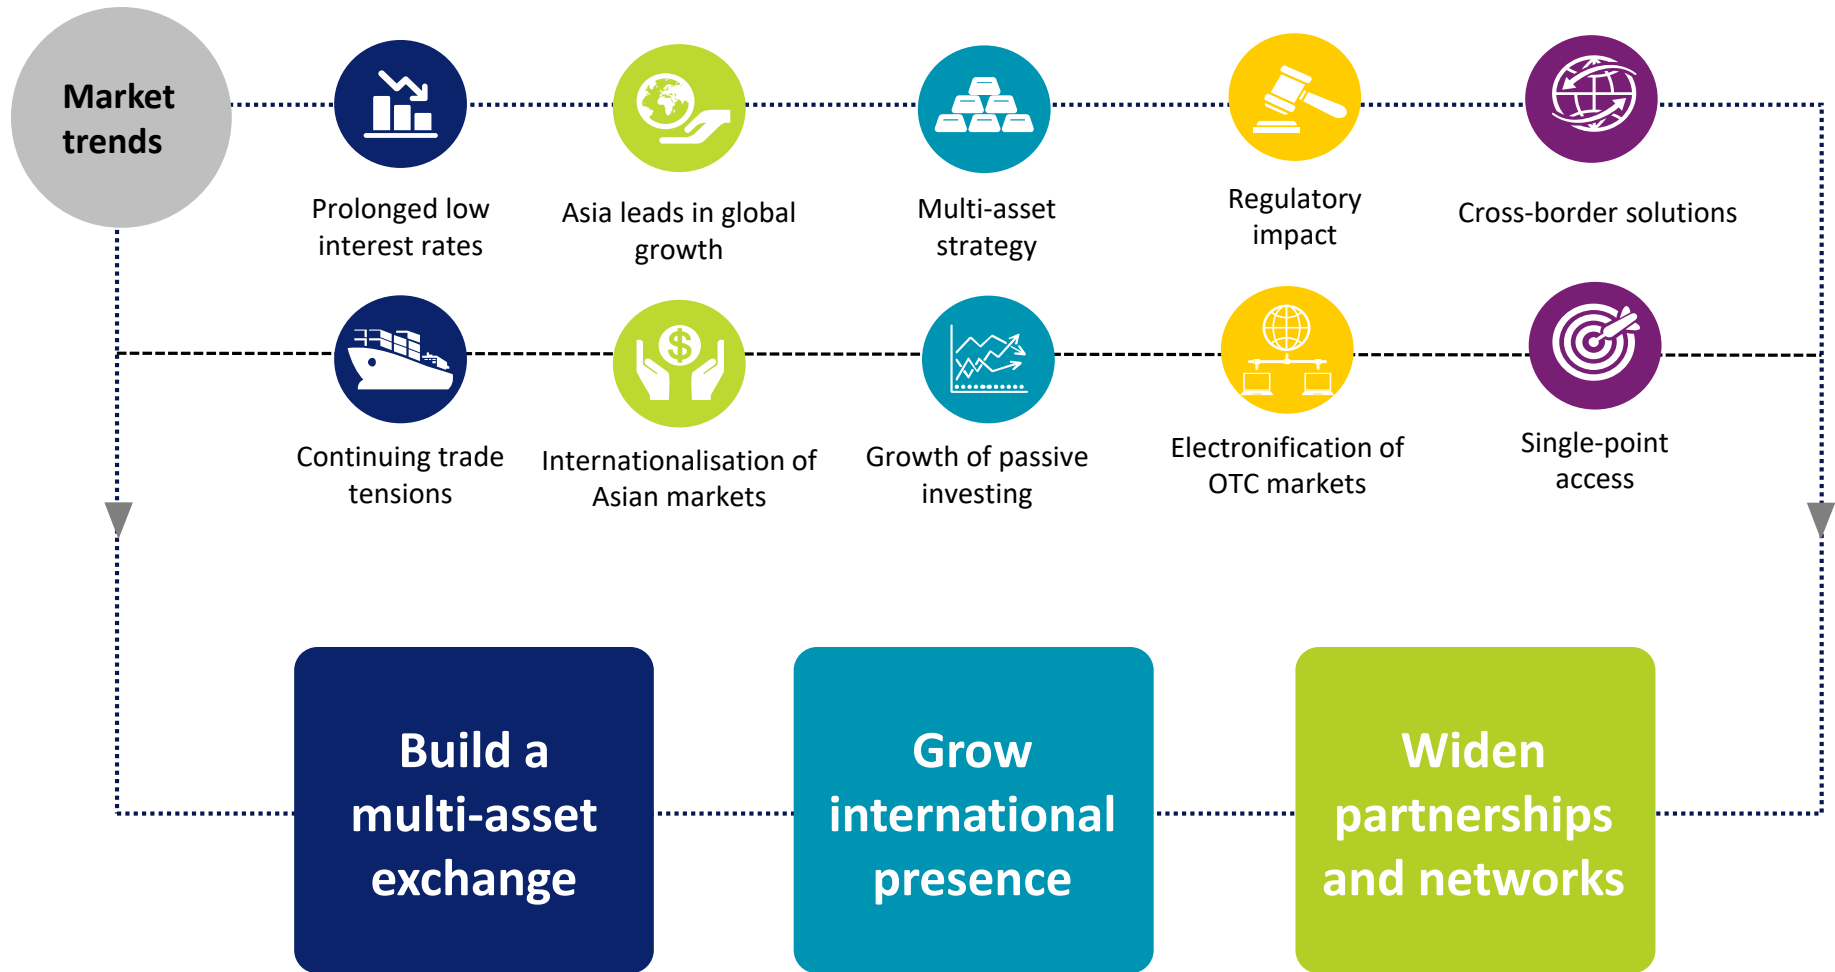 Market
trends
Prolonged low
interest rates
Asia leads in global
growth
Multi-asset
strategy
Regulatory
impact
Cross-border solutions
$
Continuing trade
tensions
Internationalisation of
Asian markets
Growth of passive
investing
Electronification of
OTC markets
Single-point
access
Build a
multi-asset
exchange
Grow
international
presence
Widen
partnerships
and networks